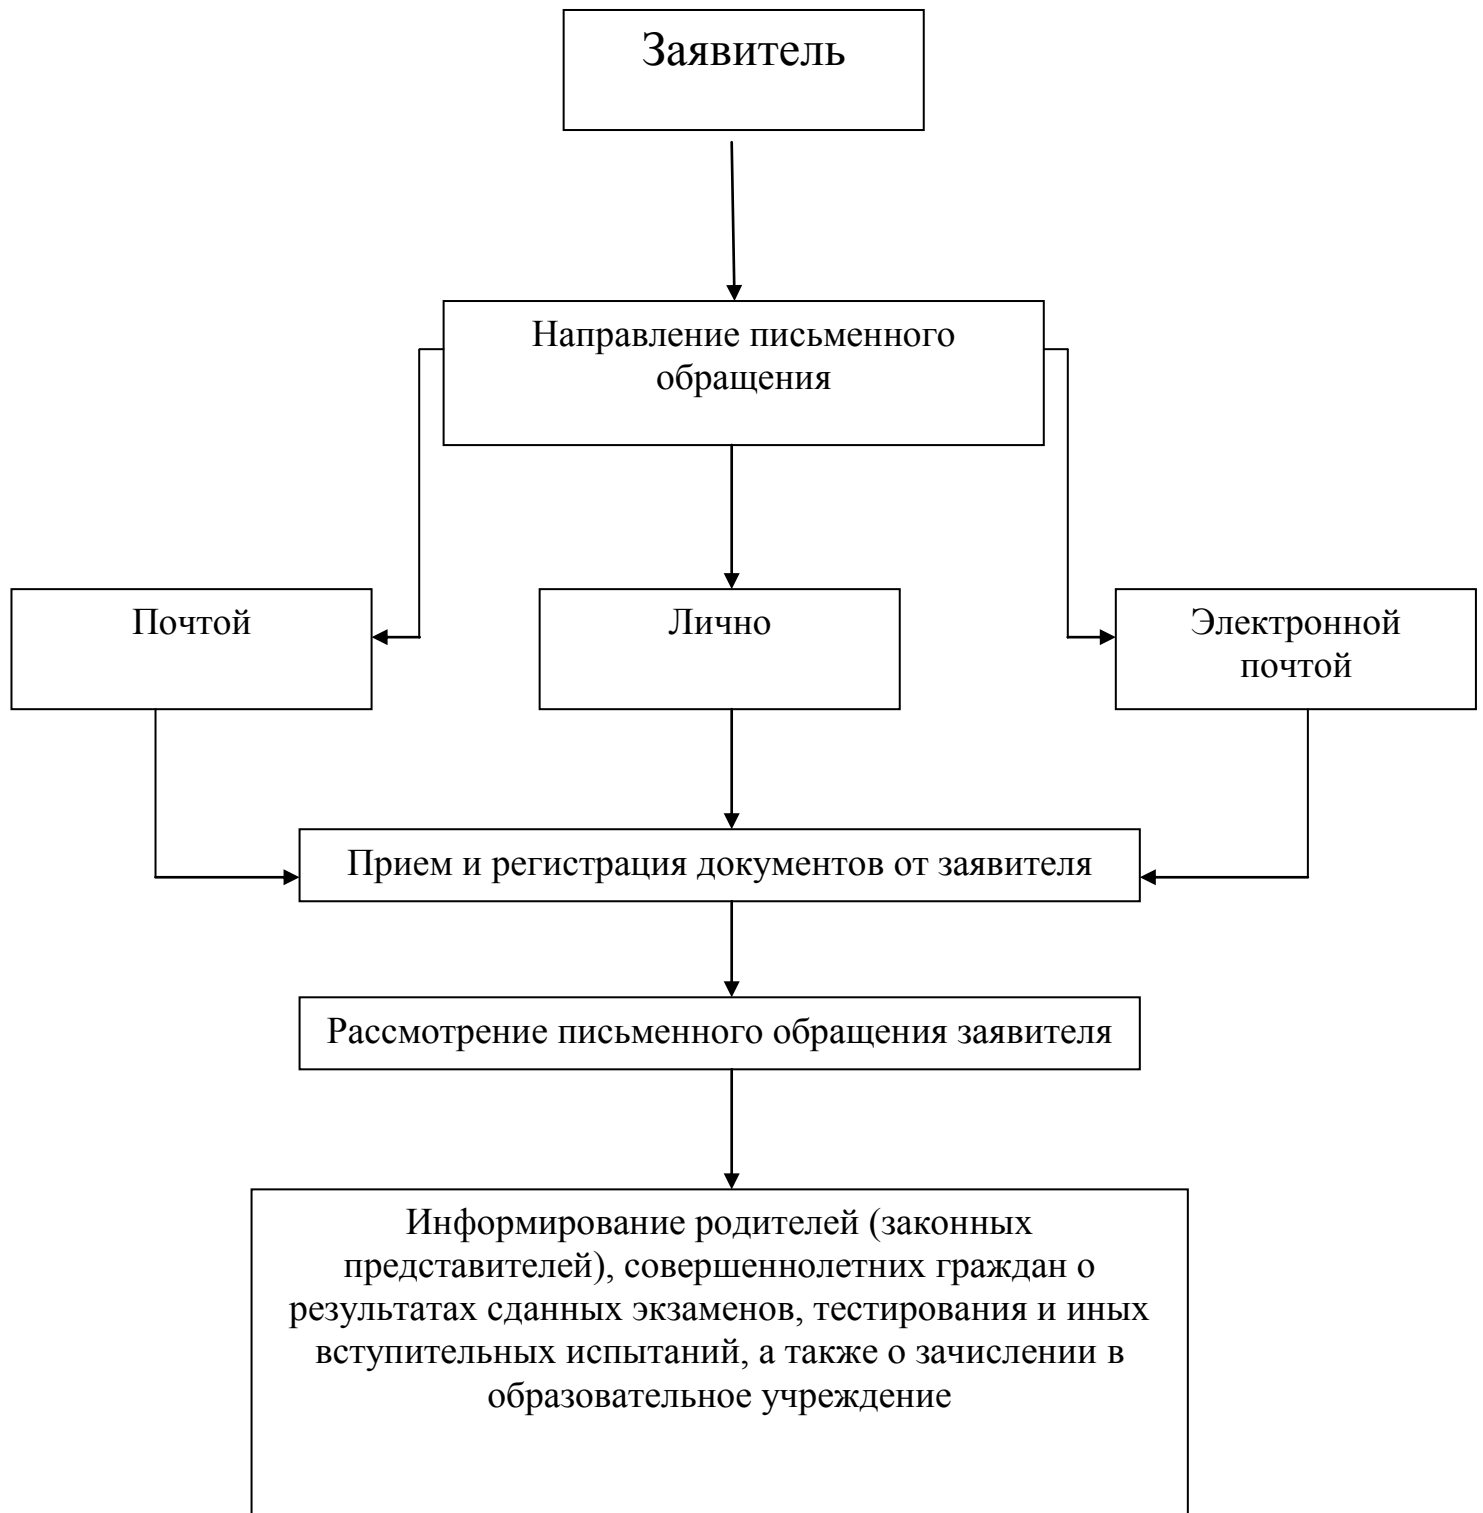 Заявитель
Направление письменного
обращения
Почтой
Лично
Электронной
почтой
Прием и регистрация документов от заявителя
Рассмотрение письменного обращения заявителя
Информирование родителей (законных
представителей), совершеннолетних граждан о
результатах сданных экзаменов, тестирования и иных
вступительных испытаний, а также о зачислении в
образовательное учреждение